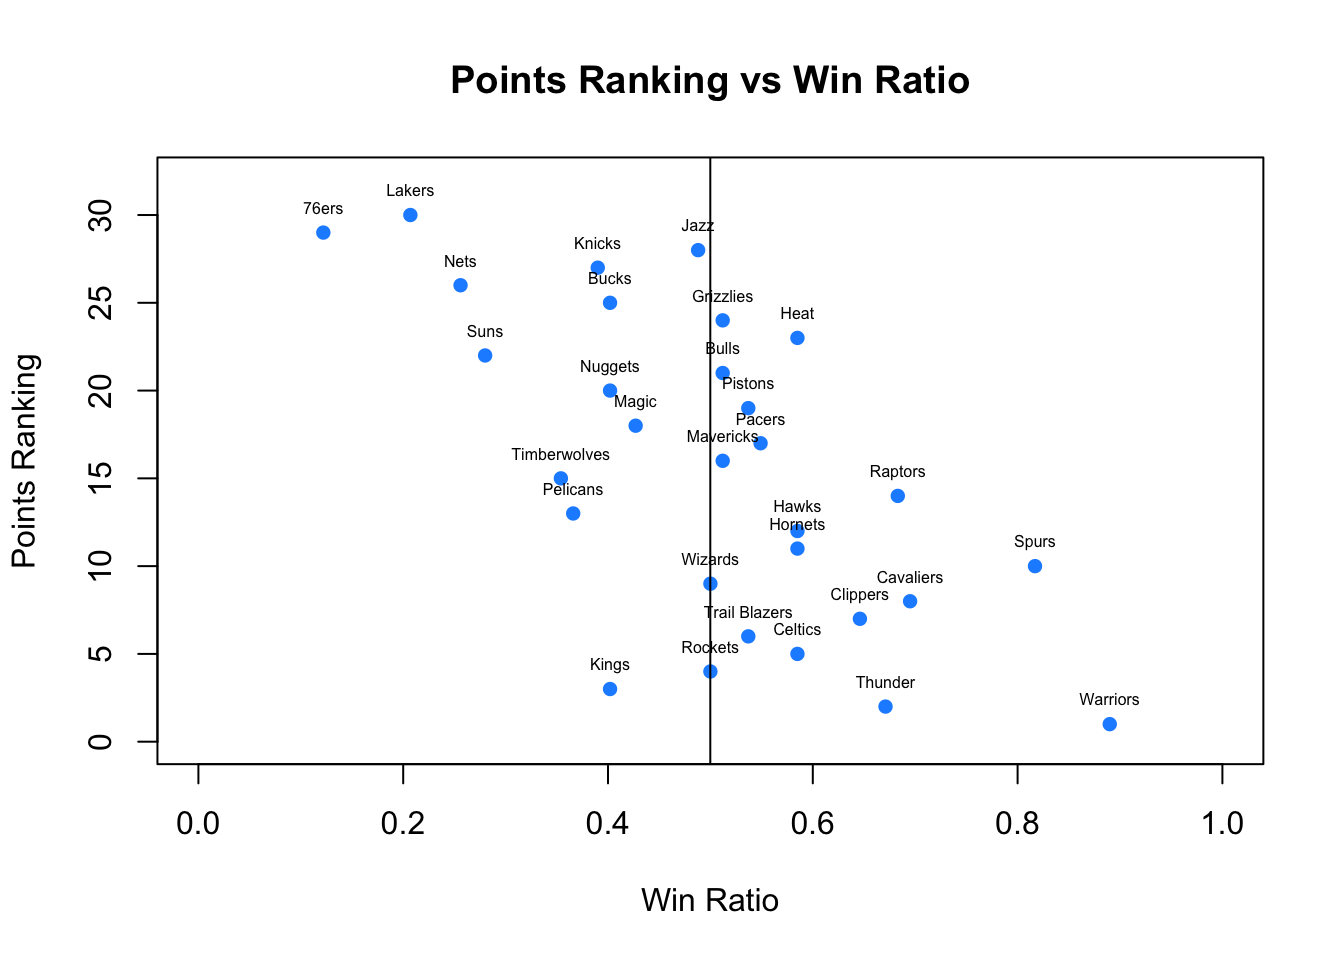 Points Ranking vs Win Ratio
Lakers
76ers
Jazz
Knicks
Nets
Bucks
Grizzlies
Heat
Suns
Bulls
Nuggets
Pistons
Magic
Pacers
Mavericks
Timberwolves
Raptors
Pelicans
Hawks
Hornets
Spurs
Wizards
Cavaliers
Clippers
Trail Blazers
Celtics
Rockets
Kings
Thunder
Warriors
Points Ranking
30
25
20
15
10
5
0
0.0 0.2 0.4 0.6 0.8 1.0
Win Ratio